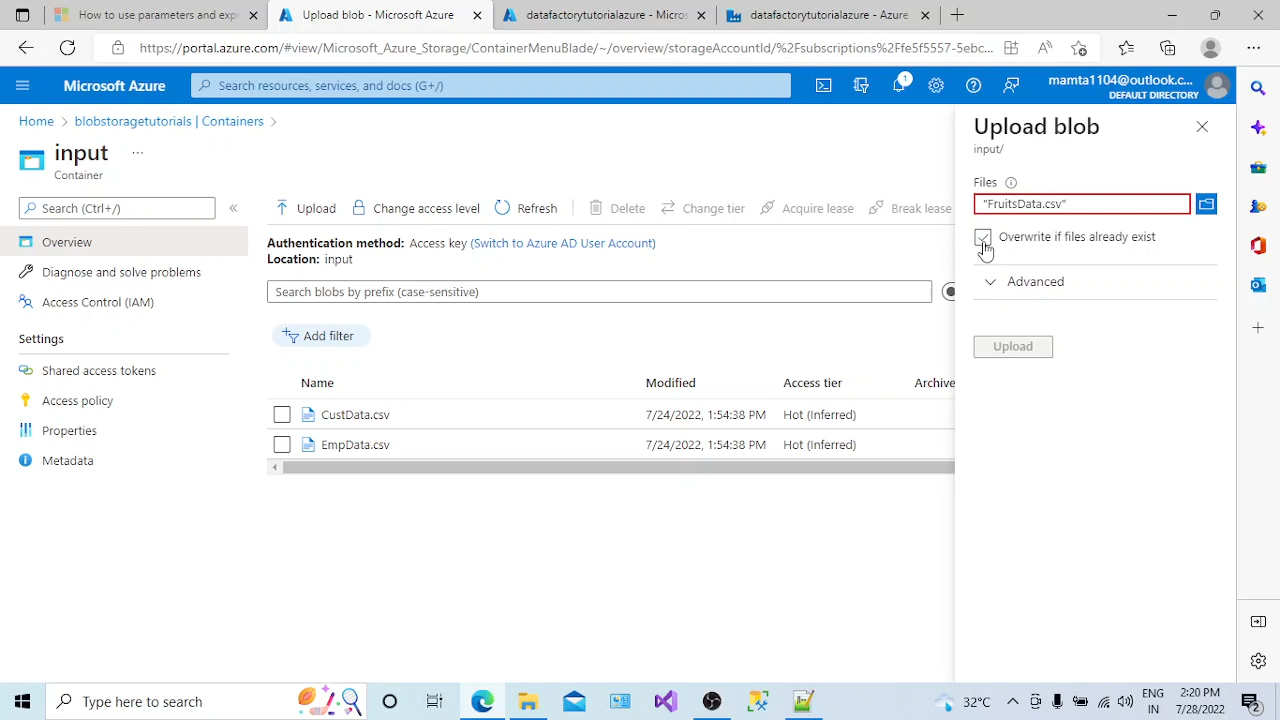 How to use parameters and exp
Upload blob - Microsoft Azure
datafactorytutorialazure - Micros
datafactorytutorialazure - Azure
https://portal.azure.com/#view/Microsoft_Azure_Storage/ContainerMenuBlade/~/overview/storageAccountId/%2Fsubscriptions%2Ffe5f5557-5ebc...
Microsoft Azure
Search resources, services, and docs (G+/)
1
mamta1104@outlook.c...
DEFAULT DIRECTORY
Home > blobstoragetutorials | Containers >
input ...
Container
Search (Ctrl+/)
Overview
Diagnose and solve problems
Access Control (IAM)
Settings
Shared access tokens
Access policy
Properties
Metadata
Upload
Change access level
Refresh
Delete
Change tier
Acquire lease
Break lease
Authentication method: Access key (Switch to Azure AD User Account)
Location: input
Search blobs by prefix (case-sensitive)
Add filter
Name Modified Access tier Archive
CustData.csv 7/24/2022, 1:54:38 PM Hot (Inferred)
EmpData.csv 7/24/2022, 1:54:38 PM Hot (Inferred)
Upload blob
input/
Files
"FruitsData.csv"
Overwrite if files already exist
Advanced
Upload
Type here to search
32°C
ENG
IN
2:20 PM
7/28/2022
2